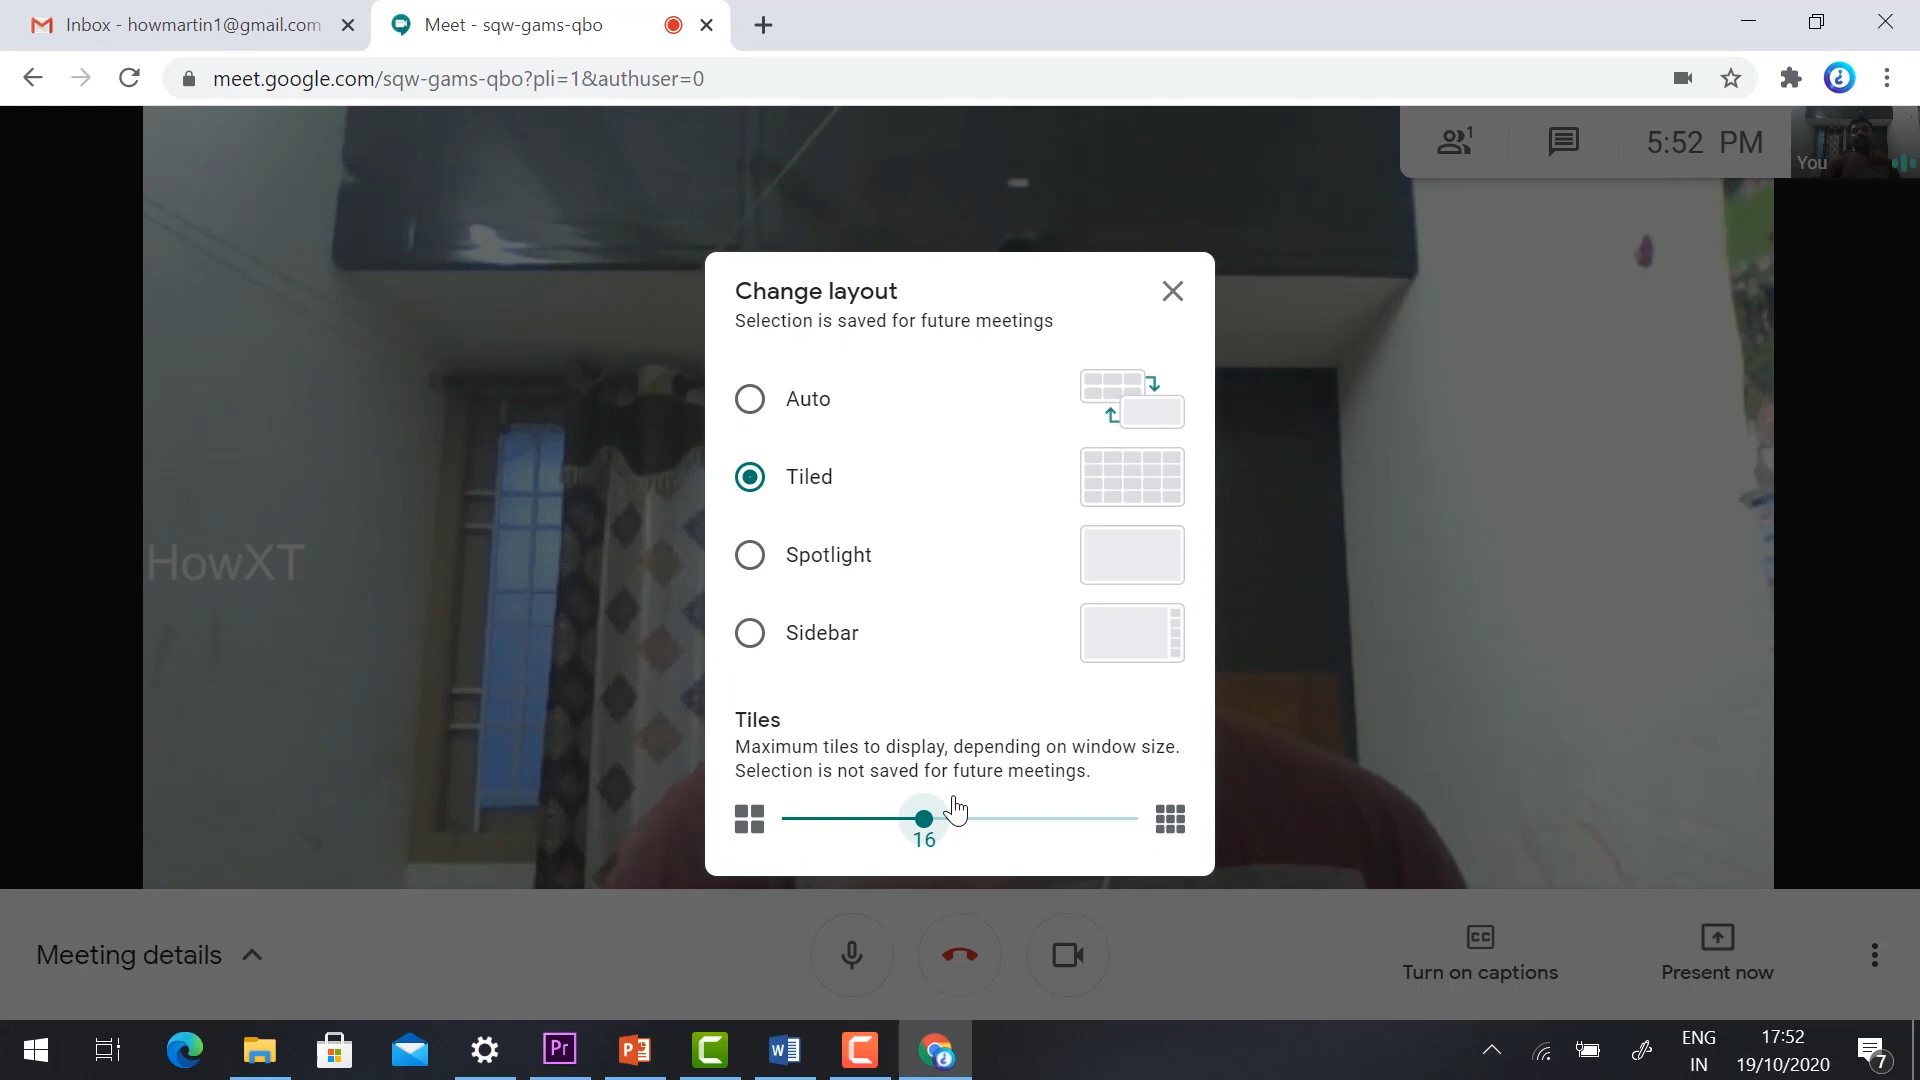 Inbox - howmartin1@gmail.com
Meet - sqw-gams-qbo
meet.google.com/sqw-gams-qbo?pli=1&authuser=0
1
5:52 PM
You
Change layout
Selection is saved for future meetings
Auto
Tiled
Spotlight
Sidebar
HowXT
Tiles
Maximum tiles to display, depending on window size.
Selection is not saved for future meetings.
16
Meeting details
CC
Turn on captions
Present now
Pr
P
C
W
C
ENG
IN
17:52
19/10/2020
7